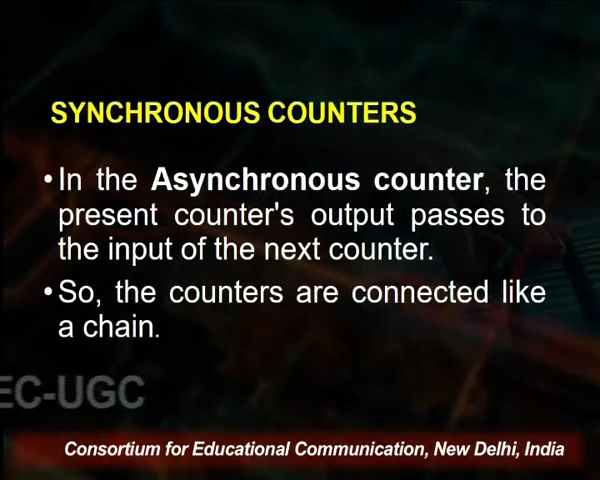 SYNCHRONOUS COUNTERS
• In the Asynchronous counter, the
present counter's output passes to
the input of the next counter.
• So, the counters are connected like
a chain.
EC-UGC
Consortium for Educational Communication, New Delhi, India